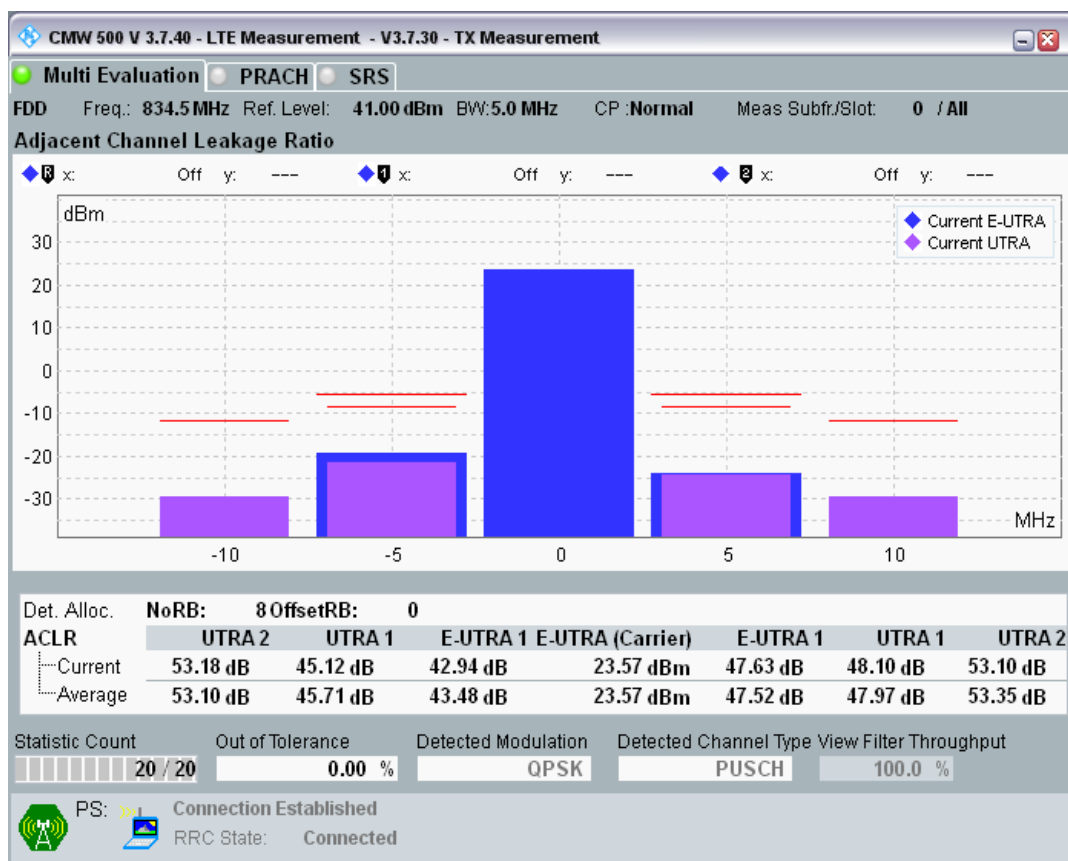 CMW 500 V 3.7.40 - LTE Measurement - V3.7.30 - TX Measurement
Multi Evaluation PRACH SRS
FDD Freq.: 834.5 MHz Ref. Level: 41.00 dBm BW:5.0 MHz CP :Normal Meas Subfr./Slot: 0 / All
Adjacent Channel Leakage Ratio
R x: Off y: --- 1 x: Off y: --- 2 x: Off y: ---
dBm
Current E-UTRA
Current UTRA
30
20
10
0
-10
-20
-30
MHz
-10 -5 0 5 10
Det. Alloc. NoRB: 8 OffsetRB: 0
ACLR UTRA 2 UTRA 1 E-UTRA 1 E-UTRA (Carrier) E-UTRA 1 UTRA 1 UTRA 2
Current 53.18 dB 45.12 dB 42.94 dB 23.57 dBm 47.63 dB 48.10 dB 53.10 dB
Average 53.10 dB 45.71 dB 43.48 dB 23.57 dBm 47.52 dB 47.97 dB 53.35 dB
Statistic Count Out of Tolerance Detected Modulation Detected Channel Type View Filter Throughput
20 / 20 0.00 % QPSK PUSCH 100.0 %
PS: Connection Established
RRC State: Connected